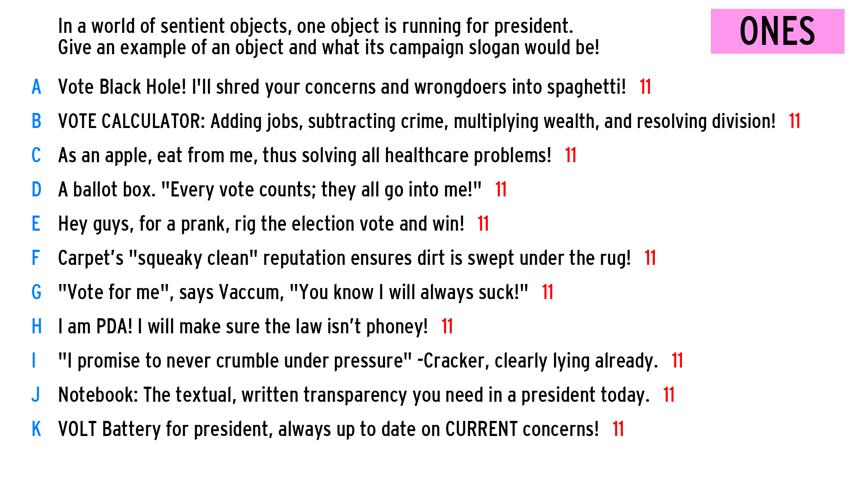 In a world of sentient objects, one object is running for president.
Give an example of an object and what its campaign slogan would be!
ONES
A Vote Black Hole! I'll shred your concerns and wrongdoers into spaghetti! 11
B VOTE CALCULATOR: Adding jobs, subtracting crime, multiplying wealth, and resolving division! 11
C As an apple, eat from me, thus solving all healthcare problems! 11
D A ballot box. "Every vote counts; they all go into me!" 11
E Hey guys, for a prank, rig the election vote and win! 11
F Carpet’s "squeaky clean" reputation ensures dirt is swept under the rug! 11
G "Vote for me", says Vaccum, "You know I will always suck!" 11
H I am PDA! I will make sure the law isn’t phoney! 11
I "I promise to never crumble under pressure" -Cracker, clearly lying already. 11
J Notebook: The textual, written transparency you need in a president today. 11
K VOLT Battery for president, always up to date on CURRENT concerns! 11